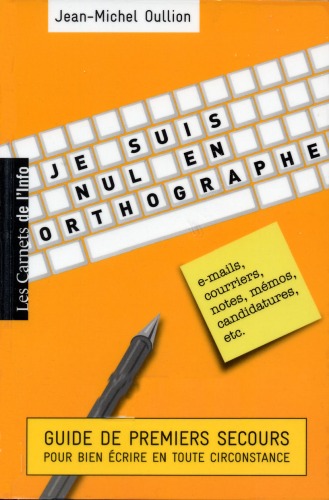 Jean-Michel Oullion
JE SUIS
NUL EN
ORTHOGRAPHE
Les Carnets de l'Info
e-mails,
courriers,
notes, mémos,
candidatures,
etc.
GUIDE DE PREMIERS SECOURS
POUR BIEN ÉCRIRE EN TOUTE CIRCONSTANCE